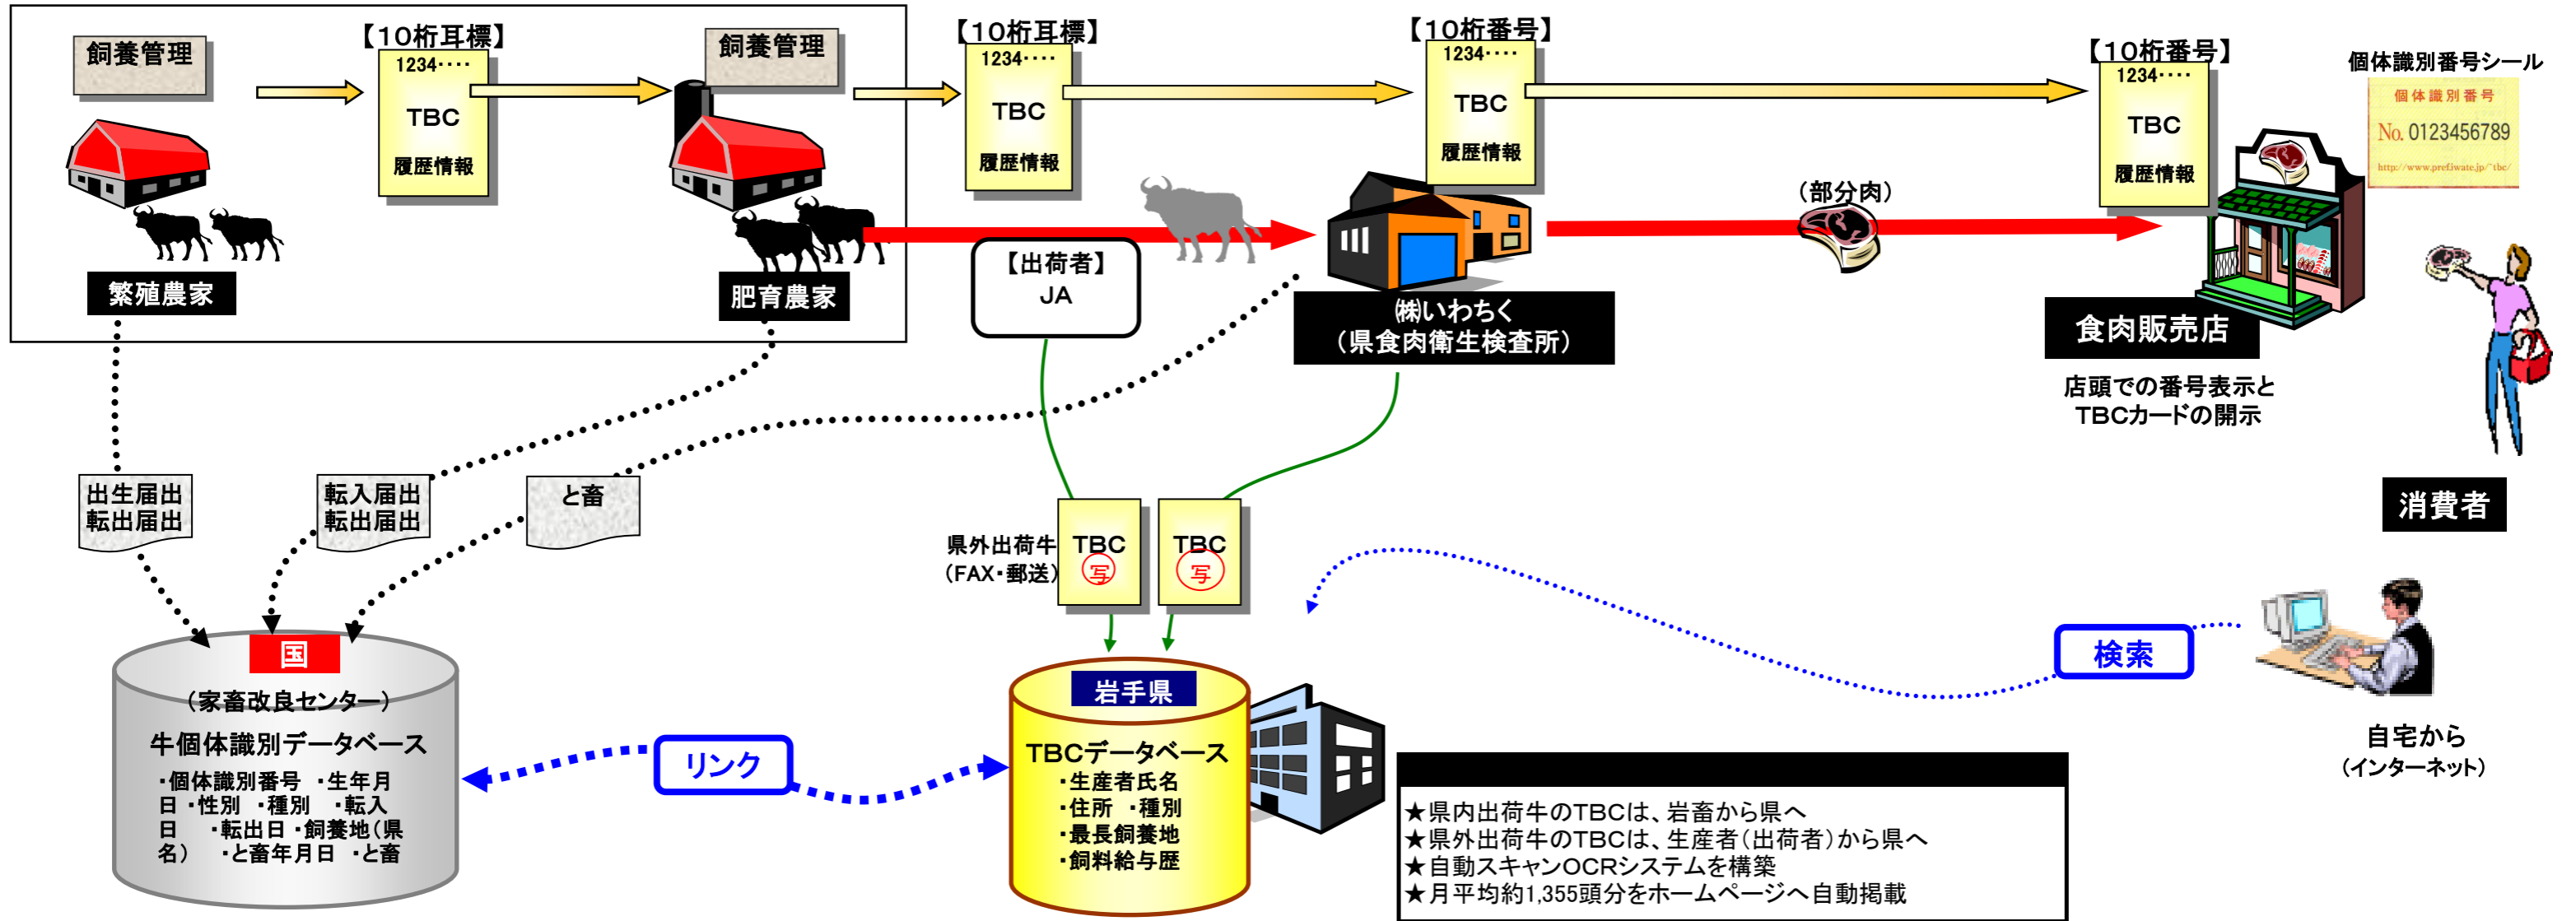 飼養管理
【10桁耳標】
1234‥‥
TBC
履歴情報
飼養管理
【10桁耳標】
1234‥‥
TBC
履歴情報
【10桁番号】
1234‥‥
TBC
履歴情報
【10桁番号】
1234‥‥
TBC
履歴情報
個体識別番号シール
個体識別番号
No. 0123456789
http://www.prefiwate.jp/~tbc/
繁殖農家
肥育農家
【出荷者】
JA
㈱いわちく
（県食肉衛生検査所）
（部分肉）
食肉販売店
店頭での番号表示と
TBCカードの開示
消費者
出生届出
転出届出
転入届出
転出届出
と畜
県外出荷牛
（FAX・郵送）
TBC
写
TBC
写
検索
自宅から
（インターネット）
国
（家畜改良センター）
牛個体識別データベース
・個体識別番号 ・生年月
日 ・性別 ・種別 ・転入
日 ・転出日 ・飼養地（県
名） ・と畜年月日 ・と畜
リンク
岩手県
TBCデータベース
・生産者氏名
・住所 ・種別
・最長飼養地
・飼料給与歴
★県内出荷牛のTBCは、岩畜から県へ
★県外出荷牛のTBCは、生産者（出荷者）から県へ
★自動スキャンOCRシステムを構築
★月平均約1,355頭分をホームページへ自動掲載